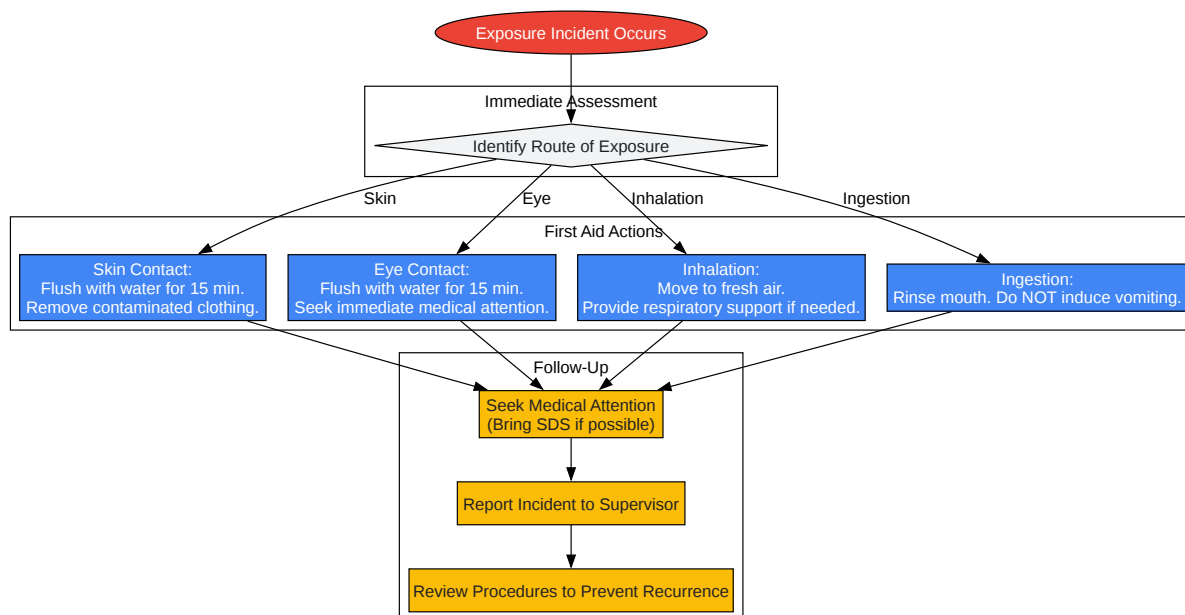 Exposure Incident Occurs
Immediate Assessment
Identify Route of Exposure
Skin
Eye
Inhalation
Ingestion
First Aid Actions
Skin Contact:
Flush with water for 15 min.
Remove contaminated clothing.
Eye Contact:
Flush with water for 15 min.
Seek immediate medical attention.
Inhalation:
Move to fresh air.
Provide respiratory support if needed.
Ingestion:
Rinse mouth. Do NOT induce vomiting.
Follow-Up
Seek Medical Attention
(Bring SDS if possible)
Report Incident to Supervisor
Review Procedures to Prevent Recurrence